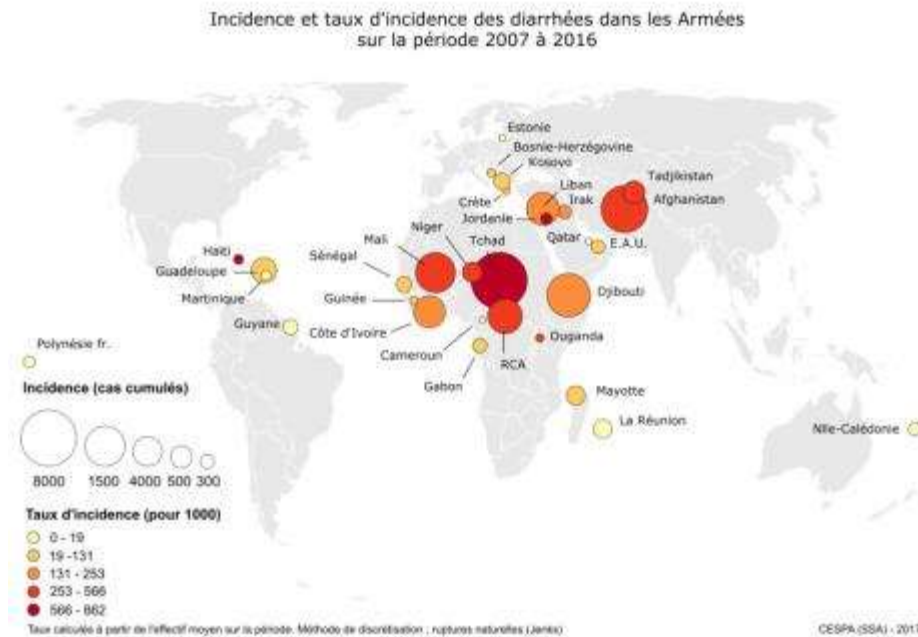 Incidence et taux d'incidence des diarrhées dans les Armées
sur la période 2007 à 2016
Estonie
Bosnie-Herzégovine
Kosovo
Tadjikistan
Crète
Liban
Irak
Afghanistan
Jordanie
Niger
Tchad
Qatar
E.A.U.
Mali
Haïti
Sénégal
Guadeloupe
Martinique
Guinée
Djibouti
Guyane
Côte d'Ivoire
Cameroun
Ouganda
Polynésie fr.
RCA
Gabon
Mayotte
La Réunion
Nlle-Calédonie
Incidence (cas cumulés)
8000 1500 4000 500 300
Taux d'incidence (pour 1000)
0 - 19
19 -131
131 - 253
253 - 566
566 - 862
Taux calculés à partir de l'effectif moyen sur la période. Méthode de discrétisation : ruptures naturelles (Jenks)
CESPA (SSA) - 2017